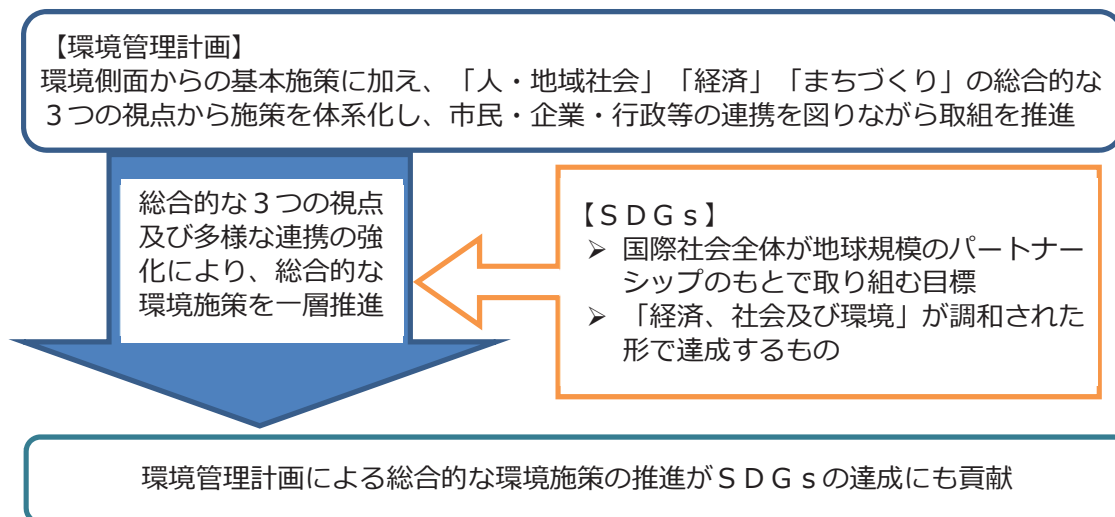 【環境管理計画】
環境側面からの基本施策に加え、「人・地域社会」「経済」「まちづくり」の総合的な
３つの視点から施策を体系化し、市民・企業・行政等の連携を図りながら取組を推進
総合的な３つの視点
及び多様な連携の強
化により、総合的な
環境施策を一層推進
【ＳＤＧｓ】
➢ 国際社会全体が地球規模のパートナー
シップのもとで取り組む目標
➢ 「経済、社会及び環境」が調和された
形で達成するもの
環境管理計画による総合的な環境施策の推進がＳＤＧｓの達成にも貢献